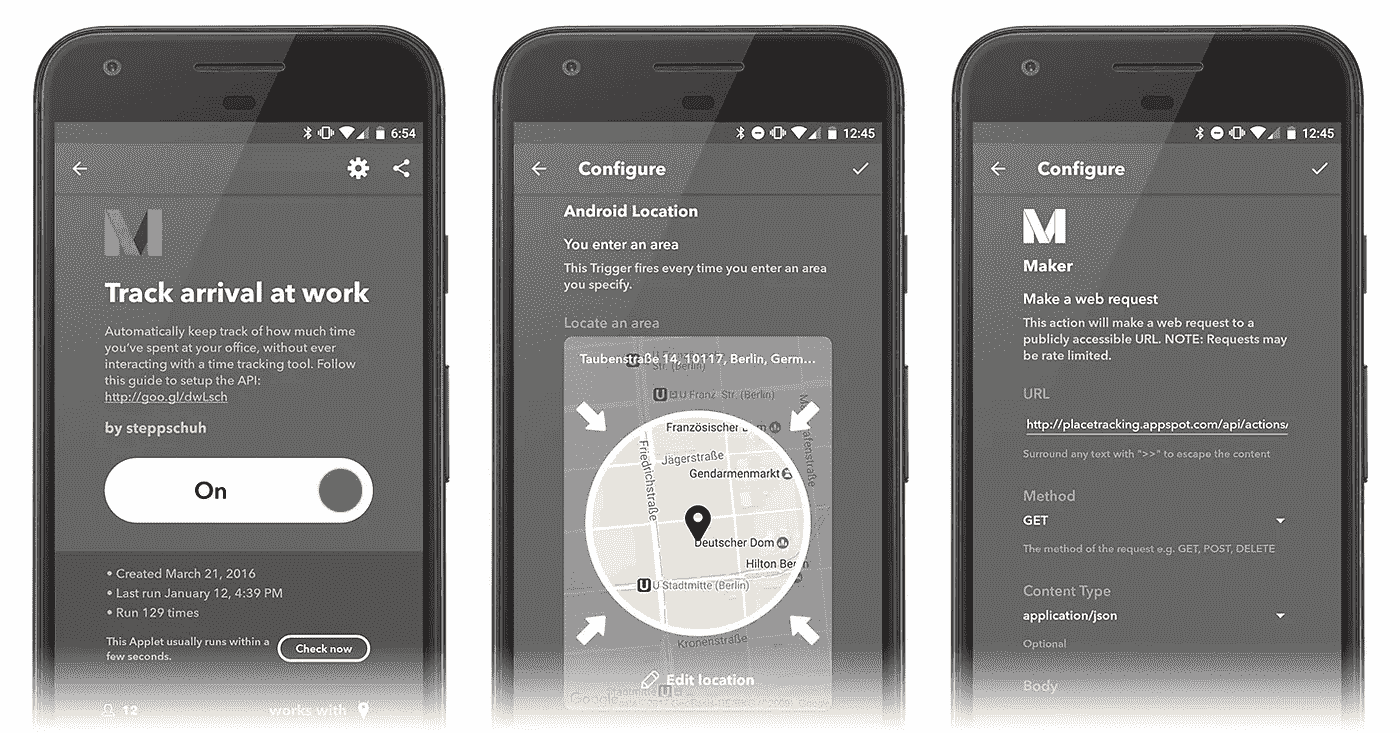 6:54
Track arrival at work
Automatically keep track of how much time
you've spent at your office, without ever
interacting with a time tracking tool. Follow
this guide to setup the API:
http://goo.gl/dwLsch
by steppschuh
On
• Created March 21, 2016
• Last run January 12, 4:39 PM
• Run 129 times
This Applet usually runs within a
few seconds.
Check now
12
works with
12:45
Configure
Android Location
You enter an area
This Trigger fires every time you enter an area
you specify.
Locate an area
Taubenstraße 14, 10117, Berlin, Germ...
Str. (Berlin)
U Franz. Str. (Berlin)
Französischer
Friedrichstraße
Jägerstraße
Gendarmenmarkt
Deutscher Dom
Hilton Ber
U Stadtmitte (Berlin)
Kronenstraße
Edit location
12:45
Configure
M
Maker
Make a web request
This action will make a web request to a
publicly accessible URL. NOTE: Requests may
be rate limited.
URL
http://placetracking.appspot.com/api/actions/
Surround any text with ">>" to escape the content
Method
GET
The method of the request e.g. GET, POST, DELETE
Content Type
application/json
Optional
Body